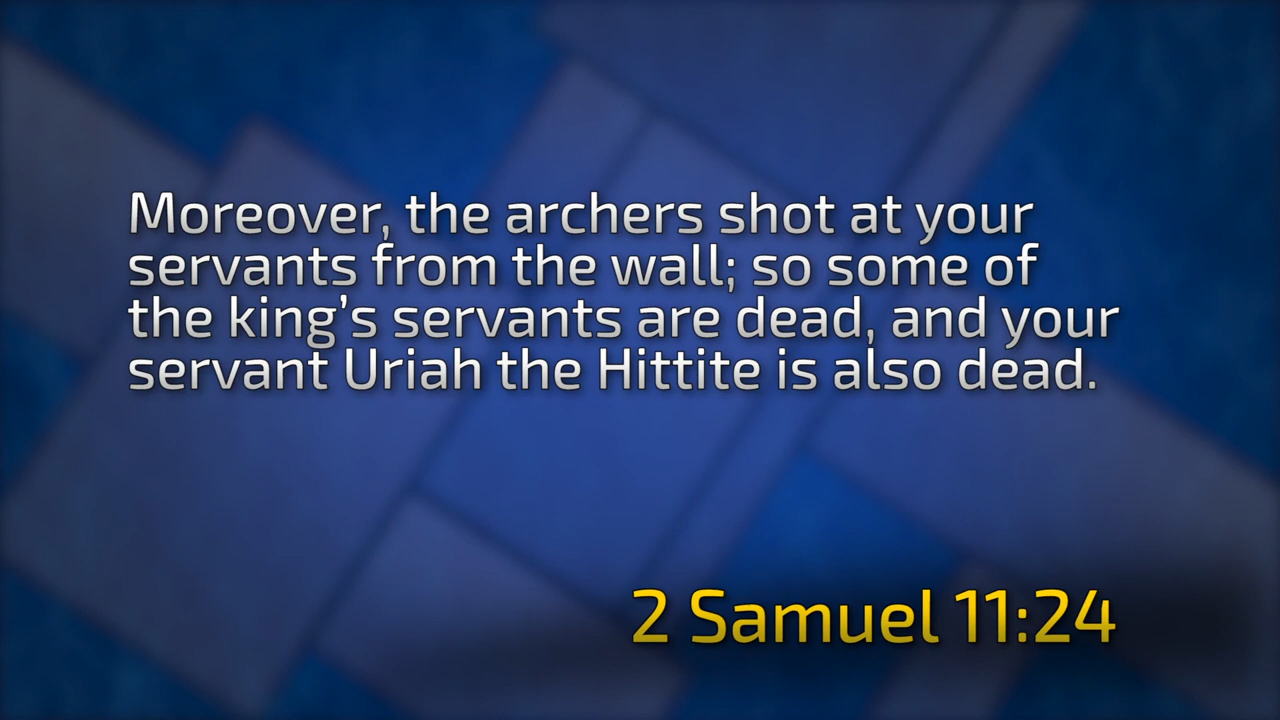 Moreover, the archers shot at your
servants from the wall; so some of
the king’s servants are dead, and your
servant Uriah the Hittite is also dead.
2 Samuel 11:24